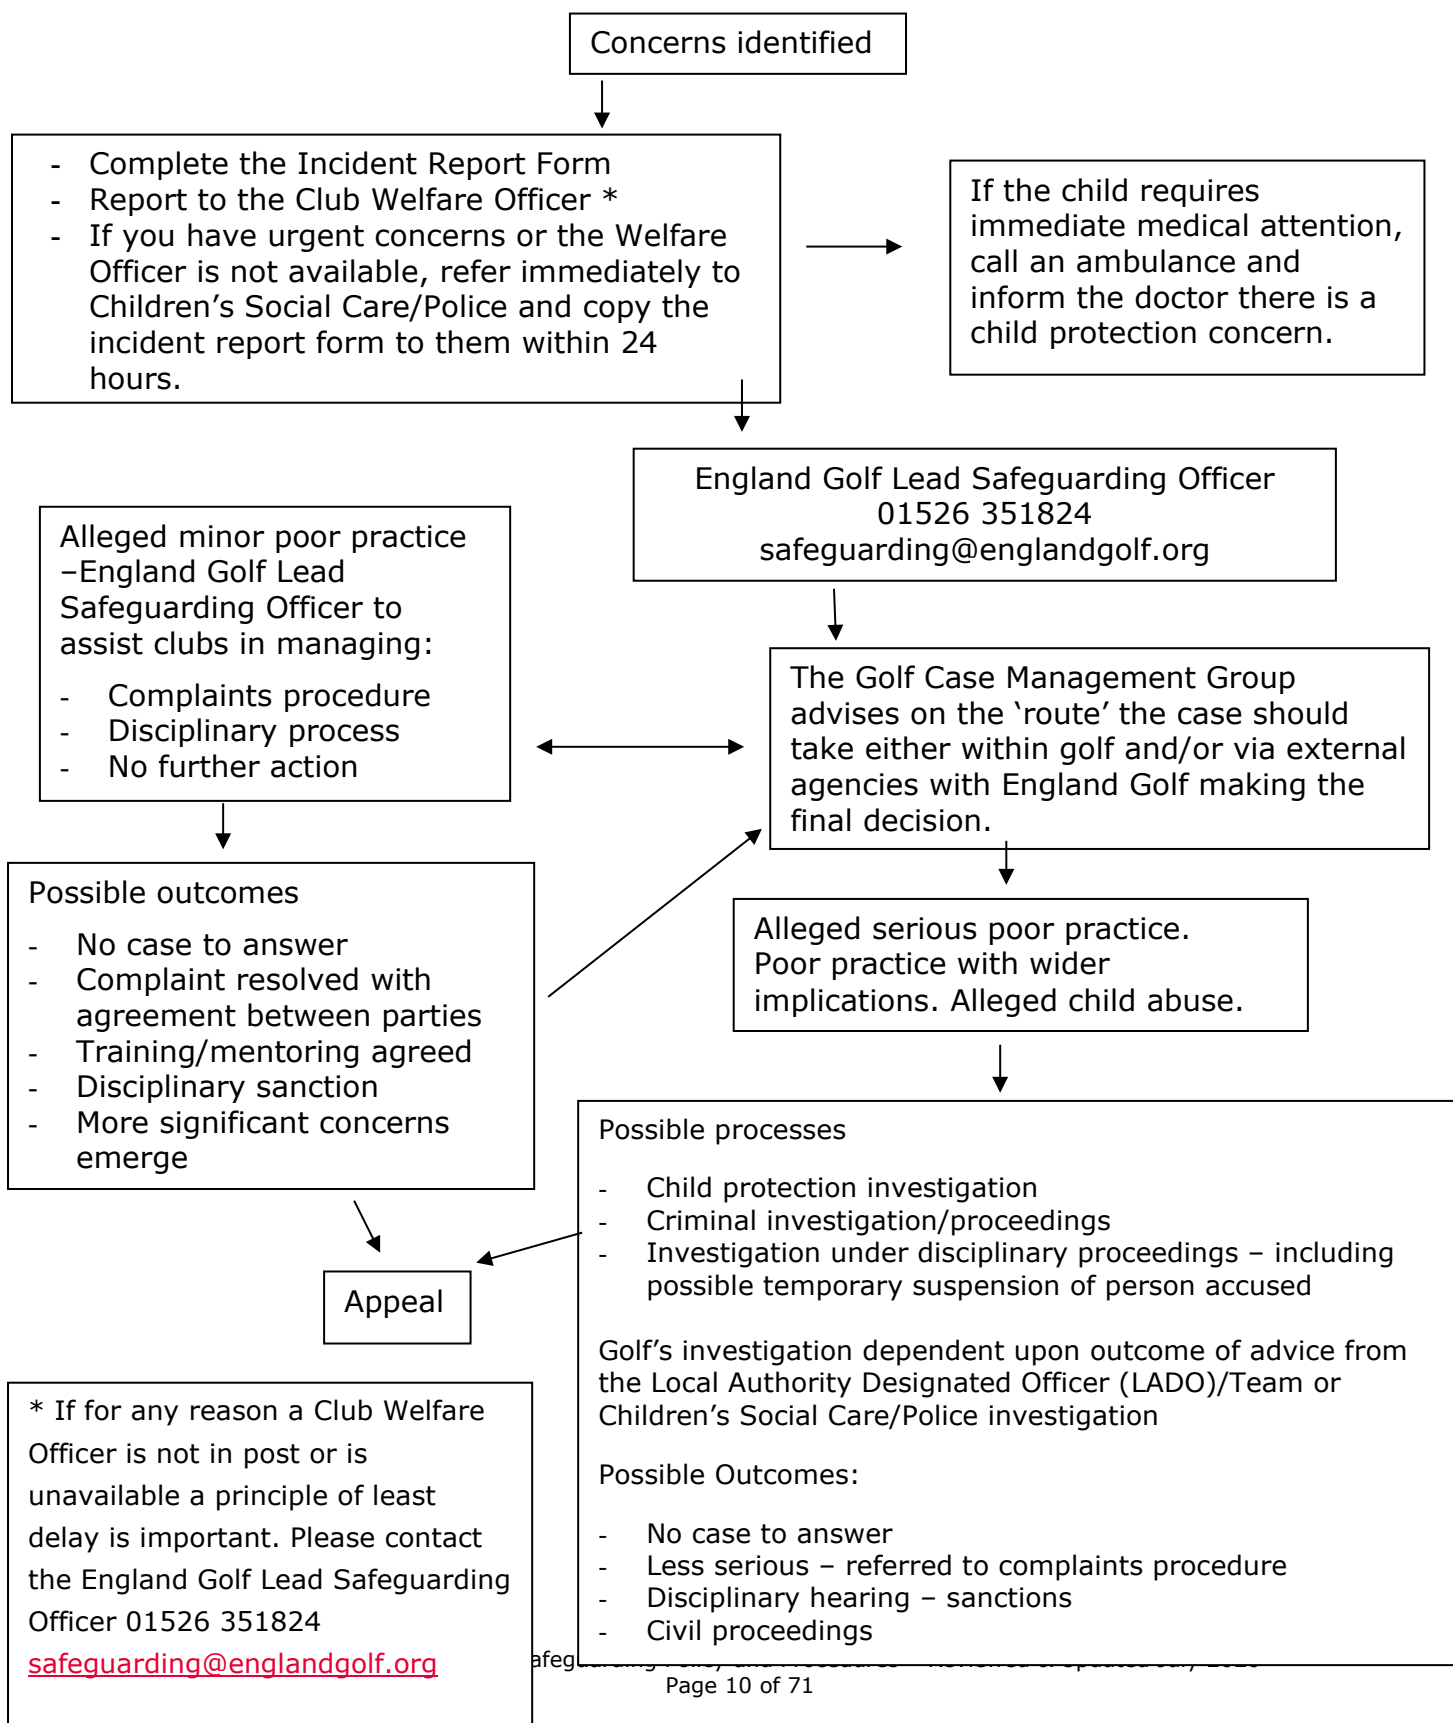 Concerns identified
- Complete the Incident Report Form
- Report to the Club Welfare Officer *
- If you have urgent concerns or the Welfare
Officer is not available, refer immediately to
Children’s Social Care/Police and copy the
incident report form to them within 24
hours.
If the child requires
immediate medical attention,
call an ambulance and
inform the doctor there is a
child protection concern.
England Golf Lead Safeguarding Officer
01526 351824
safeguarding@englandgolf.org
Alleged minor poor practice
–England Golf Lead
Safeguarding Officer to
assist clubs in managing:
- Complaints procedure
- Disciplinary process
- No further action
The Golf Case Management Group
advises on the ‘route’ the case should
take either within golf and/or via external
agencies with England Golf making the
final decision.
Possible outcomes
- No case to answer
- Complaint resolved with
agreement between parties
- Training/mentoring agreed
- Disciplinary sanction
- More significant concerns
emerge
Alleged serious poor practice.
Poor practice with wider
implications. Alleged child abuse.
Possible processes
- Child protection investigation
- Criminal investigation/proceedings
- Investigation under disciplinary proceedings – including
possible temporary suspension of person accused
Golf’s investigation dependent upon outcome of advice from
the Local Authority Designated Officer (LADO)/Team or
Children’s Social Care/Police investigation
Possible Outcomes:
- No case to answer
- Less serious – referred to complaints procedure
- Disciplinary hearing – sanctions
- Civil proceedings
Appeal
* If for any reason a Club Welfare
Officer is not in post or is
unavailable a principle of least
delay is important. Please contact
the England Golf Lead Safeguarding
Officer 01526 351824
safeguarding@englandgolf.org
Page 10 of 71